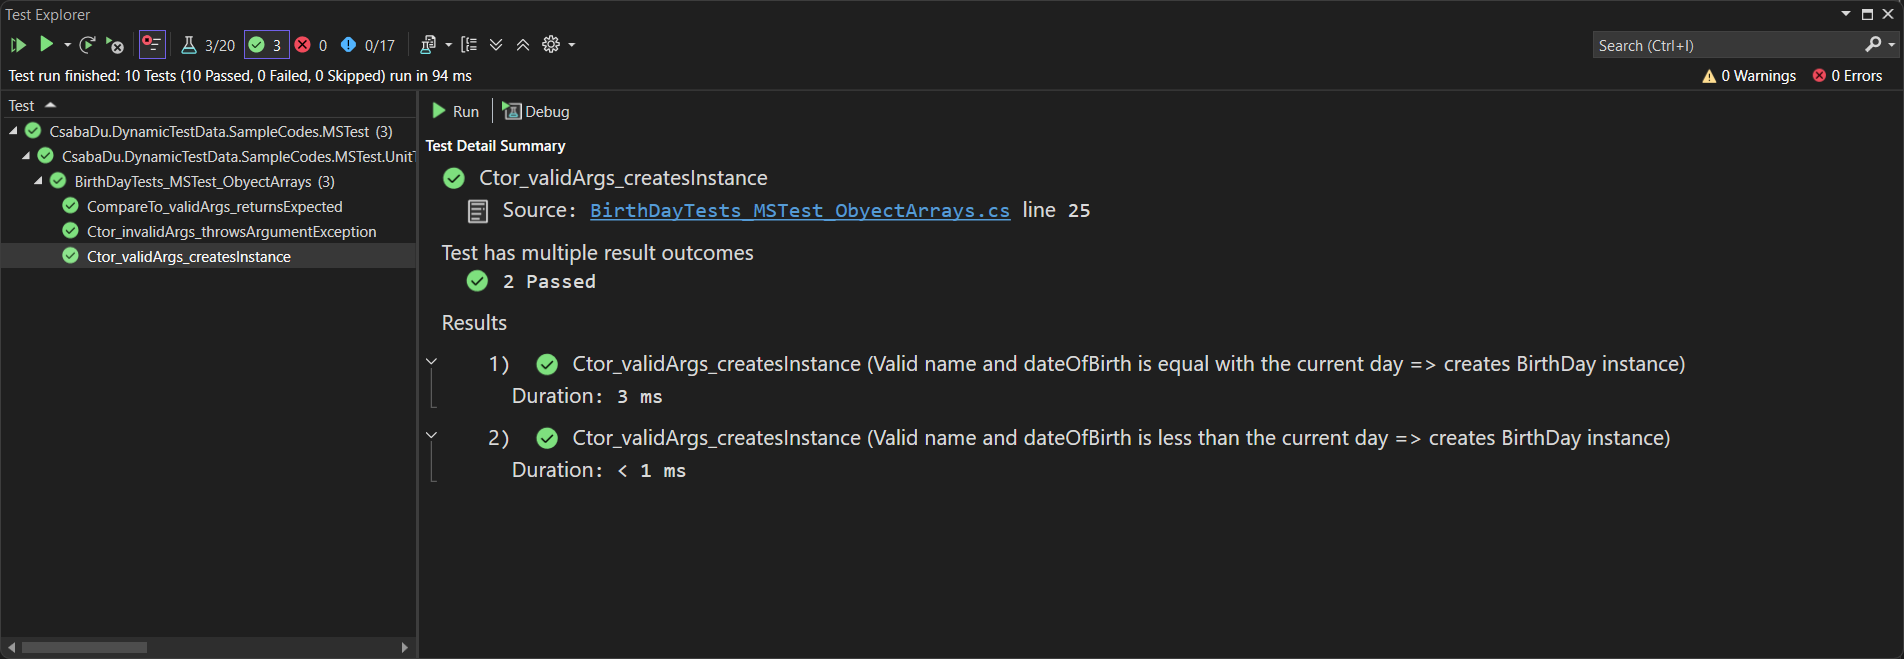 Test Explorer
3/20 3 0 0/17
Search (Ctrl+I)
Test run finished: 10 Tests (10 Passed, 0 Failed, 0 Skipped) run in 94 ms
0 Warnings 0 Errors
Test
CsabaDu.DynamicTestData.SampleCodes.MSTest (3)
CsabaDu.DynamicTestData.SampleCodes.MSTest.Unit
BirthDayTests_MSTest_ObyectArrays (3)
CompareTo_validArgs_returnsExpected
Ctor_invalidArgs_throwsArgumentException
Ctor_validArgs_createsInstance
Run Debug
Test Detail Summary
Ctor_validArgs_createsInstance
Source: BirthDayTests_MSTest_ObyectArrays.cs line 25
Test has multiple result outcomes
2 Passed
Results
1) Ctor_validArgs_createsInstance (Valid name and dateOfBirth is equal with the current day => creates BirthDay instance)
Duration: 3 ms
2) Ctor_validArgs_createsInstance (Valid name and dateOfBirth is less than the current day => creates BirthDay instance)
Duration: < 1 ms